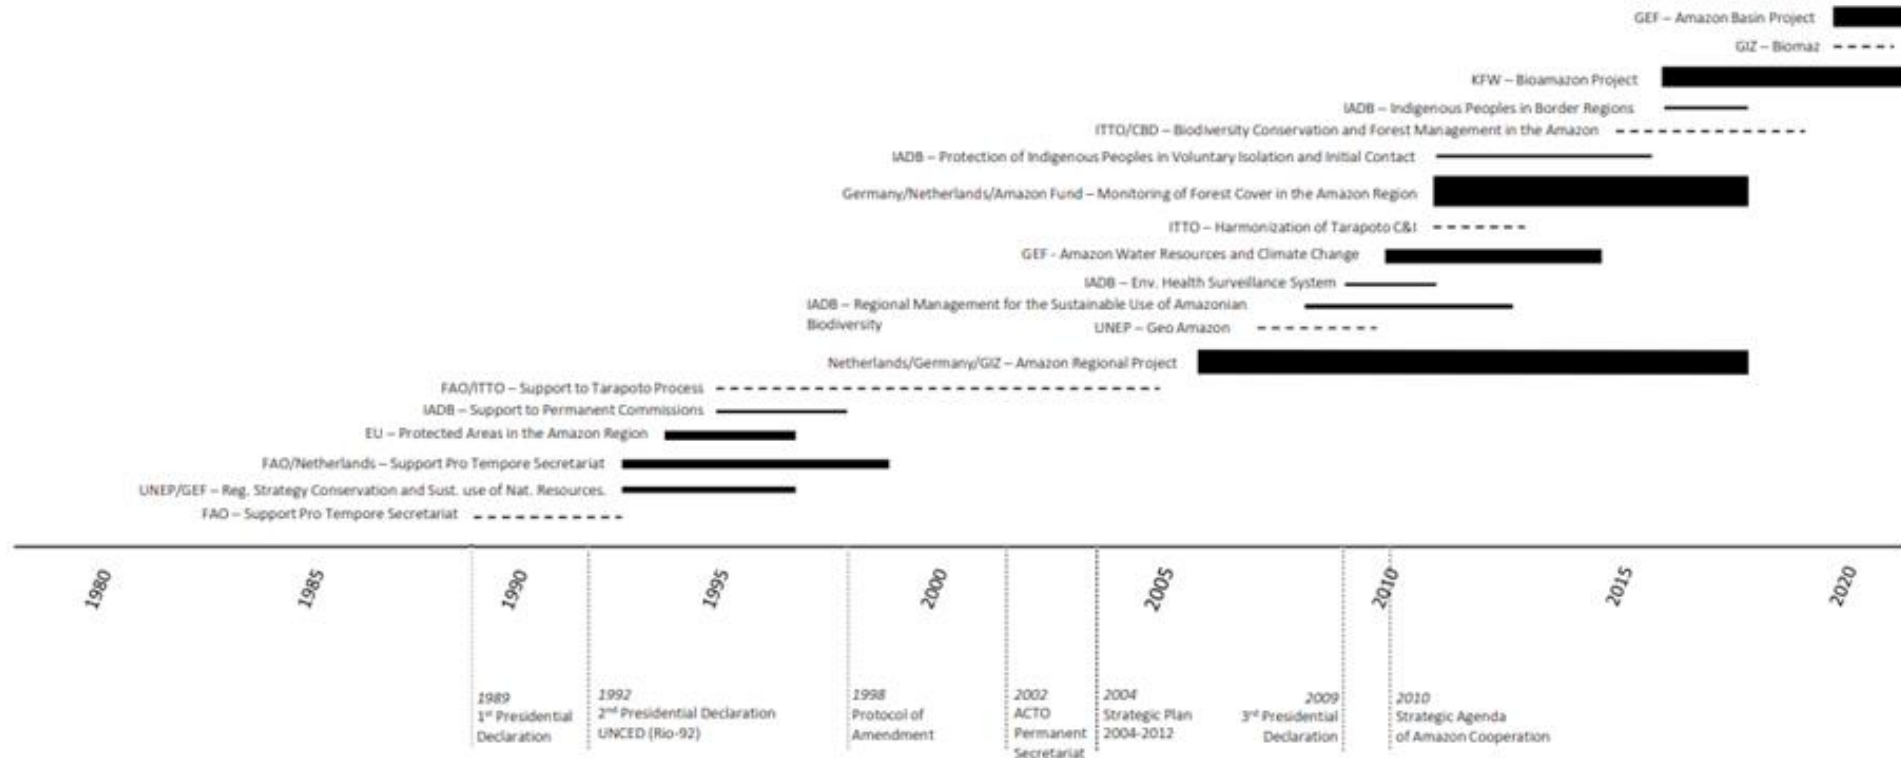 GEF – Amazon Basin Project
GIZ – Biomaz
KFW – Bioamazon Project
IADB – Indigenous Peoples in Border Regions
ITTO/CBD – Biodiversity Conservation and Forest Management in the Amazon
IADB – Protection of Indigenous Peoples in Voluntary Isolation and Initial Contact
Germany/Netherlands/Amazon Fund – Monitoring of Forest Cover in the Amazon Region
ITTO – Harmonization of Tarapoto C&I
GEF - Amazon Water Resources and Climate Change
IADB – Env. Health Surveillance System
IADB – Regional Management for the Sustainable Use of Amazonian
Biodiversity
UNEP – Geo Amazon
Netherlands/Germany/GIZ – Amazon Regional Project
FAO/ITTO – Support to Tarapoto Process
IADB – Support to Permanent Commissions
EU – Protected Areas in the Amazon Region
FAO/Netherlands – Support Pro Tempore Secretariat
UNEP/GEF – Reg. Strategy Conservation and Sust. use of Nat. Resources.
FAO – Support Pro Tempore Secretariat
1980
1985
1990
1995
2000
2005
2010
2015
2020
1989
1st Presidential
Declaration
1992
2nd Presidential Declaration
UNCED (Rio-92)
1998
Protocol of
Amendment
2002
ACTO
Permanent
Secretariat
2004
Strategic Plan
2004-2012
2009
3rd Presidential
Declaration
2010
Strategic Agenda
of Amazon Cooperation